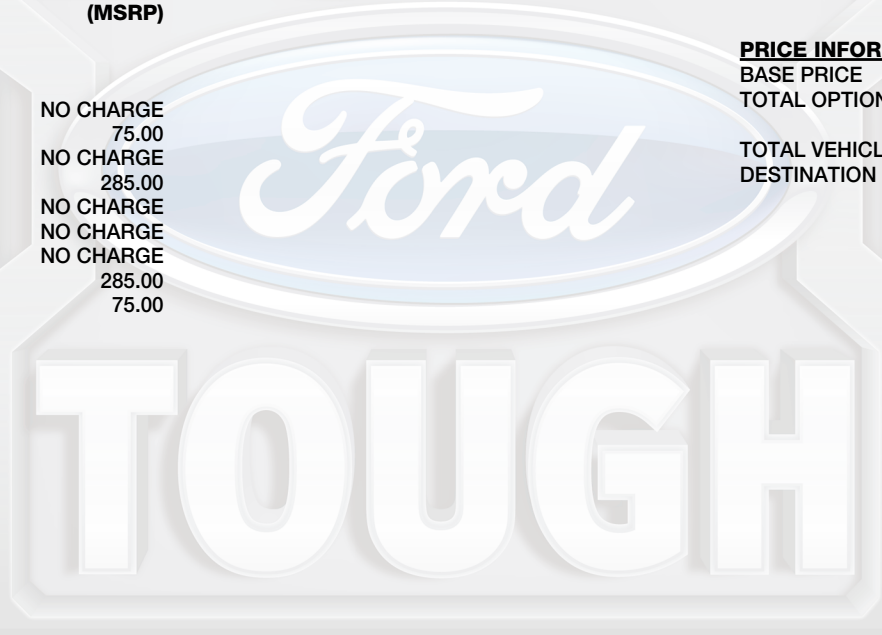 (MSRP)
NO CHARGE
75.00
NO CHARGE
285.00
NO CHARGE
NO CHARGE
NO CHARGE
285.00
75.00
PRICE INFOR
BASE PRICE
TOTAL OPTION
TOTAL VEHICL
DESTINATION
Ford
TOUGH